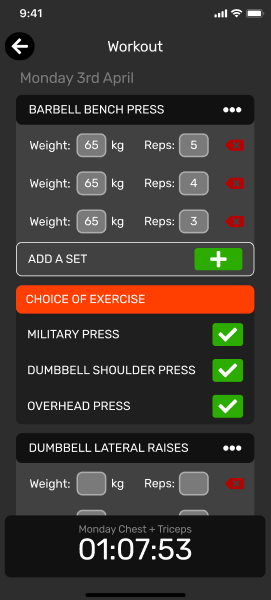 9:41
Workout
Monday 3rd April
BARBELL BENCH PRESS
Weight: 65 kg Reps: 5
Weight: 65 kg Reps: 4
Weight: 65 kg Reps: 3
ADD A SET
CHOICE OF EXERCISE
MILITARY PRESS
DUMBBELL SHOULDER PRESS
OVERHEAD PRESS
DUMBBELL LATERAL RAISES
Weight: kg Reps:
Monday Chest + Triceps
01:07:53